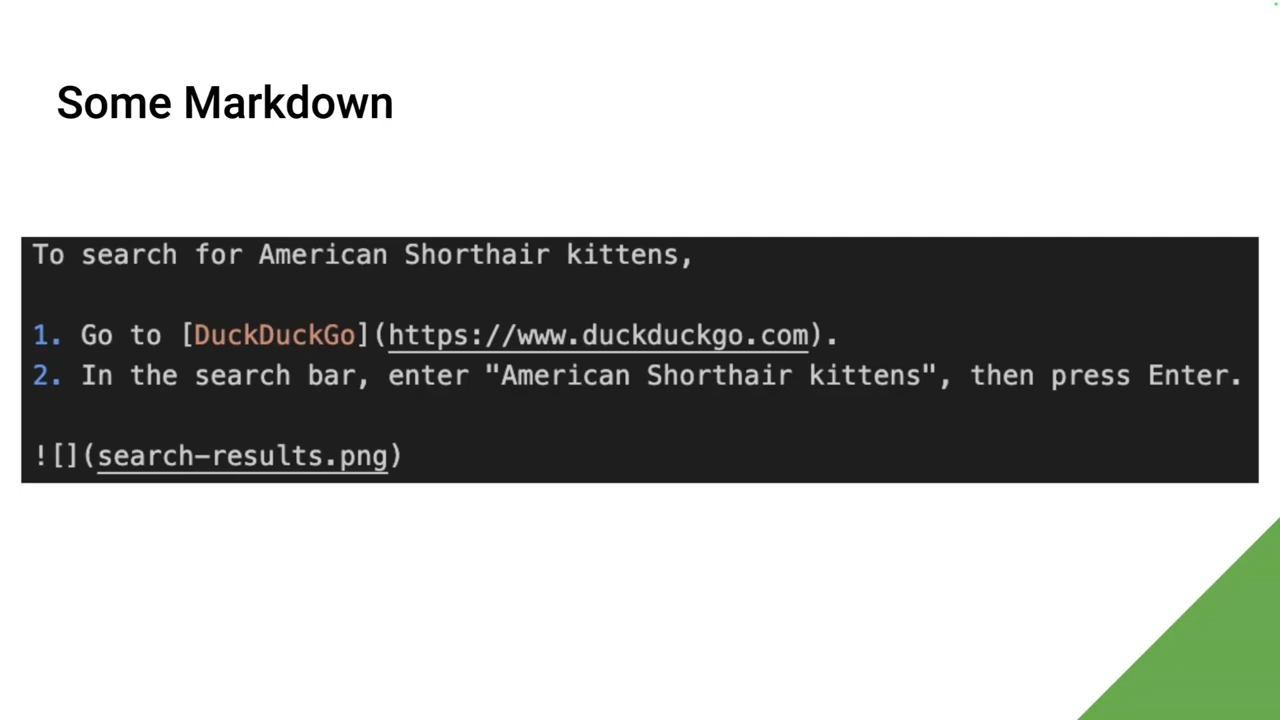 Some Markdown
To search for American Shorthair kittens,
1. Go to [DuckDuckGo](https://www.duckduckgo.com).
2. In the search bar, enter "American Shorthair kittens", then press Enter.
![](search-results.png)